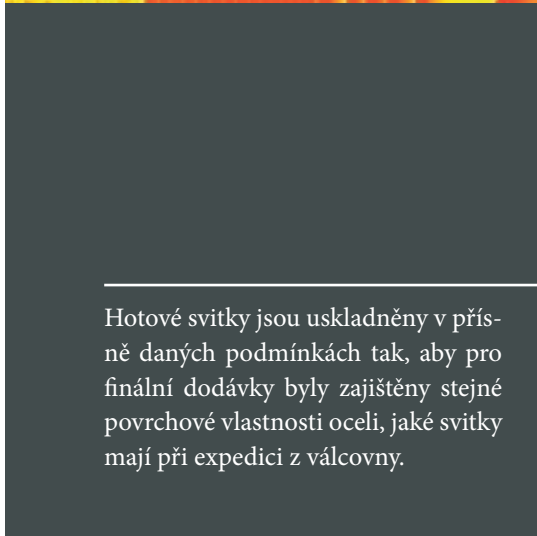 Hotové svitky jsou uskladněny v přís-
ně daných podmínkách tak, aby pro
finální dodávky byly zajištěny stejné
povrchové vlastnosti oceli, jaké svitky
mají při expedici z válcovny.